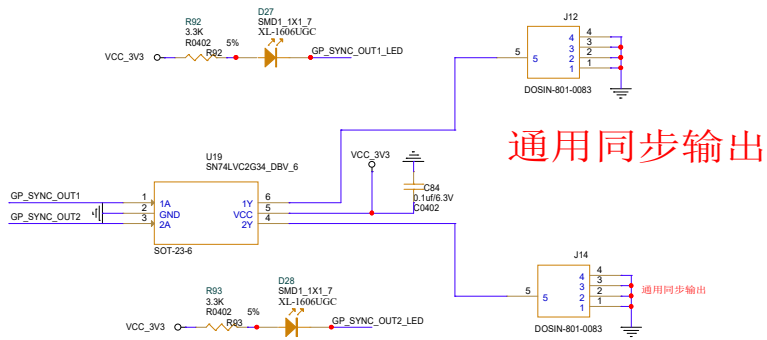 R92
3.3K
R0402
R92
5%
VCC_3V3
D27
SMD1_1X1_7
XL-1606UGC
GP_SYNC_OUT1_LED
J12
5
5
4
3
2
1
4
3
2
1
DOSIN-801-0083
通用同步输出
U19
SN74LVC2G34_DBV_6
VCC_3V3
C84
0.1uf/6.3V
C0402
GP_SYNC_OUT1
GP_SYNC_OUT2
1
2
3
1A
GND
2A
1Y
VCC
2Y
6
5
4
SOT-23-6
J14
5
5
4
3
2
1
4
3
2
1
DOSIN-801-0083
通用同步输出
R93
3.3K
R0402
R93
5%
VCC_3V3
D28
SMD1_1X1_7
XL-1606UGC
GP_SYNC_OUT2_LED